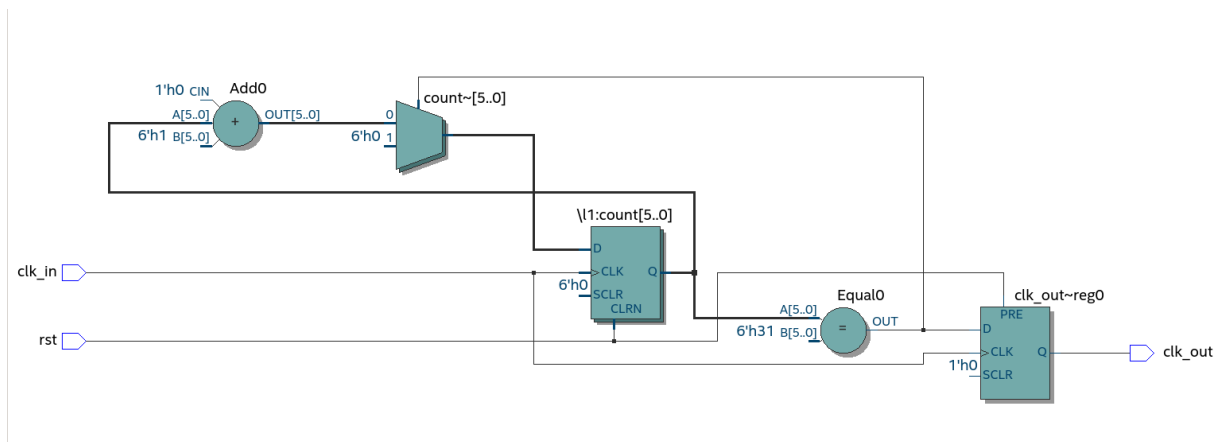 1'h0 CIN
Add0
A[5..0]
OUT[5..0]
6'h1 B[5..0]
+
count~[5..0]
0
6'h0 1
\l1:count[5..0]
D
clk_in
CLK
Q
6'h0
SCLR
CLRN
rst
Equal0
A[5..0]
6'h31 B[5..0]
=
OUT
clk_out~reg0
PRE
D
CLK
Q
1'h0
SCLR
clk_out